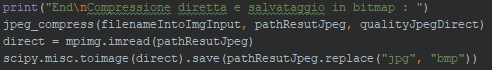 print("End\nCompressione diretta e salvataggio in bitmap : ")
jpeg_compress(filenameIntoImgInput, pathResutJpeg, qualityJpegDirect)
direct = mpimg.imread(pathResutJpeg)
scipy.misc.toimage(direct).save(pathResutJpeg.replace("jpg", "bmp"))